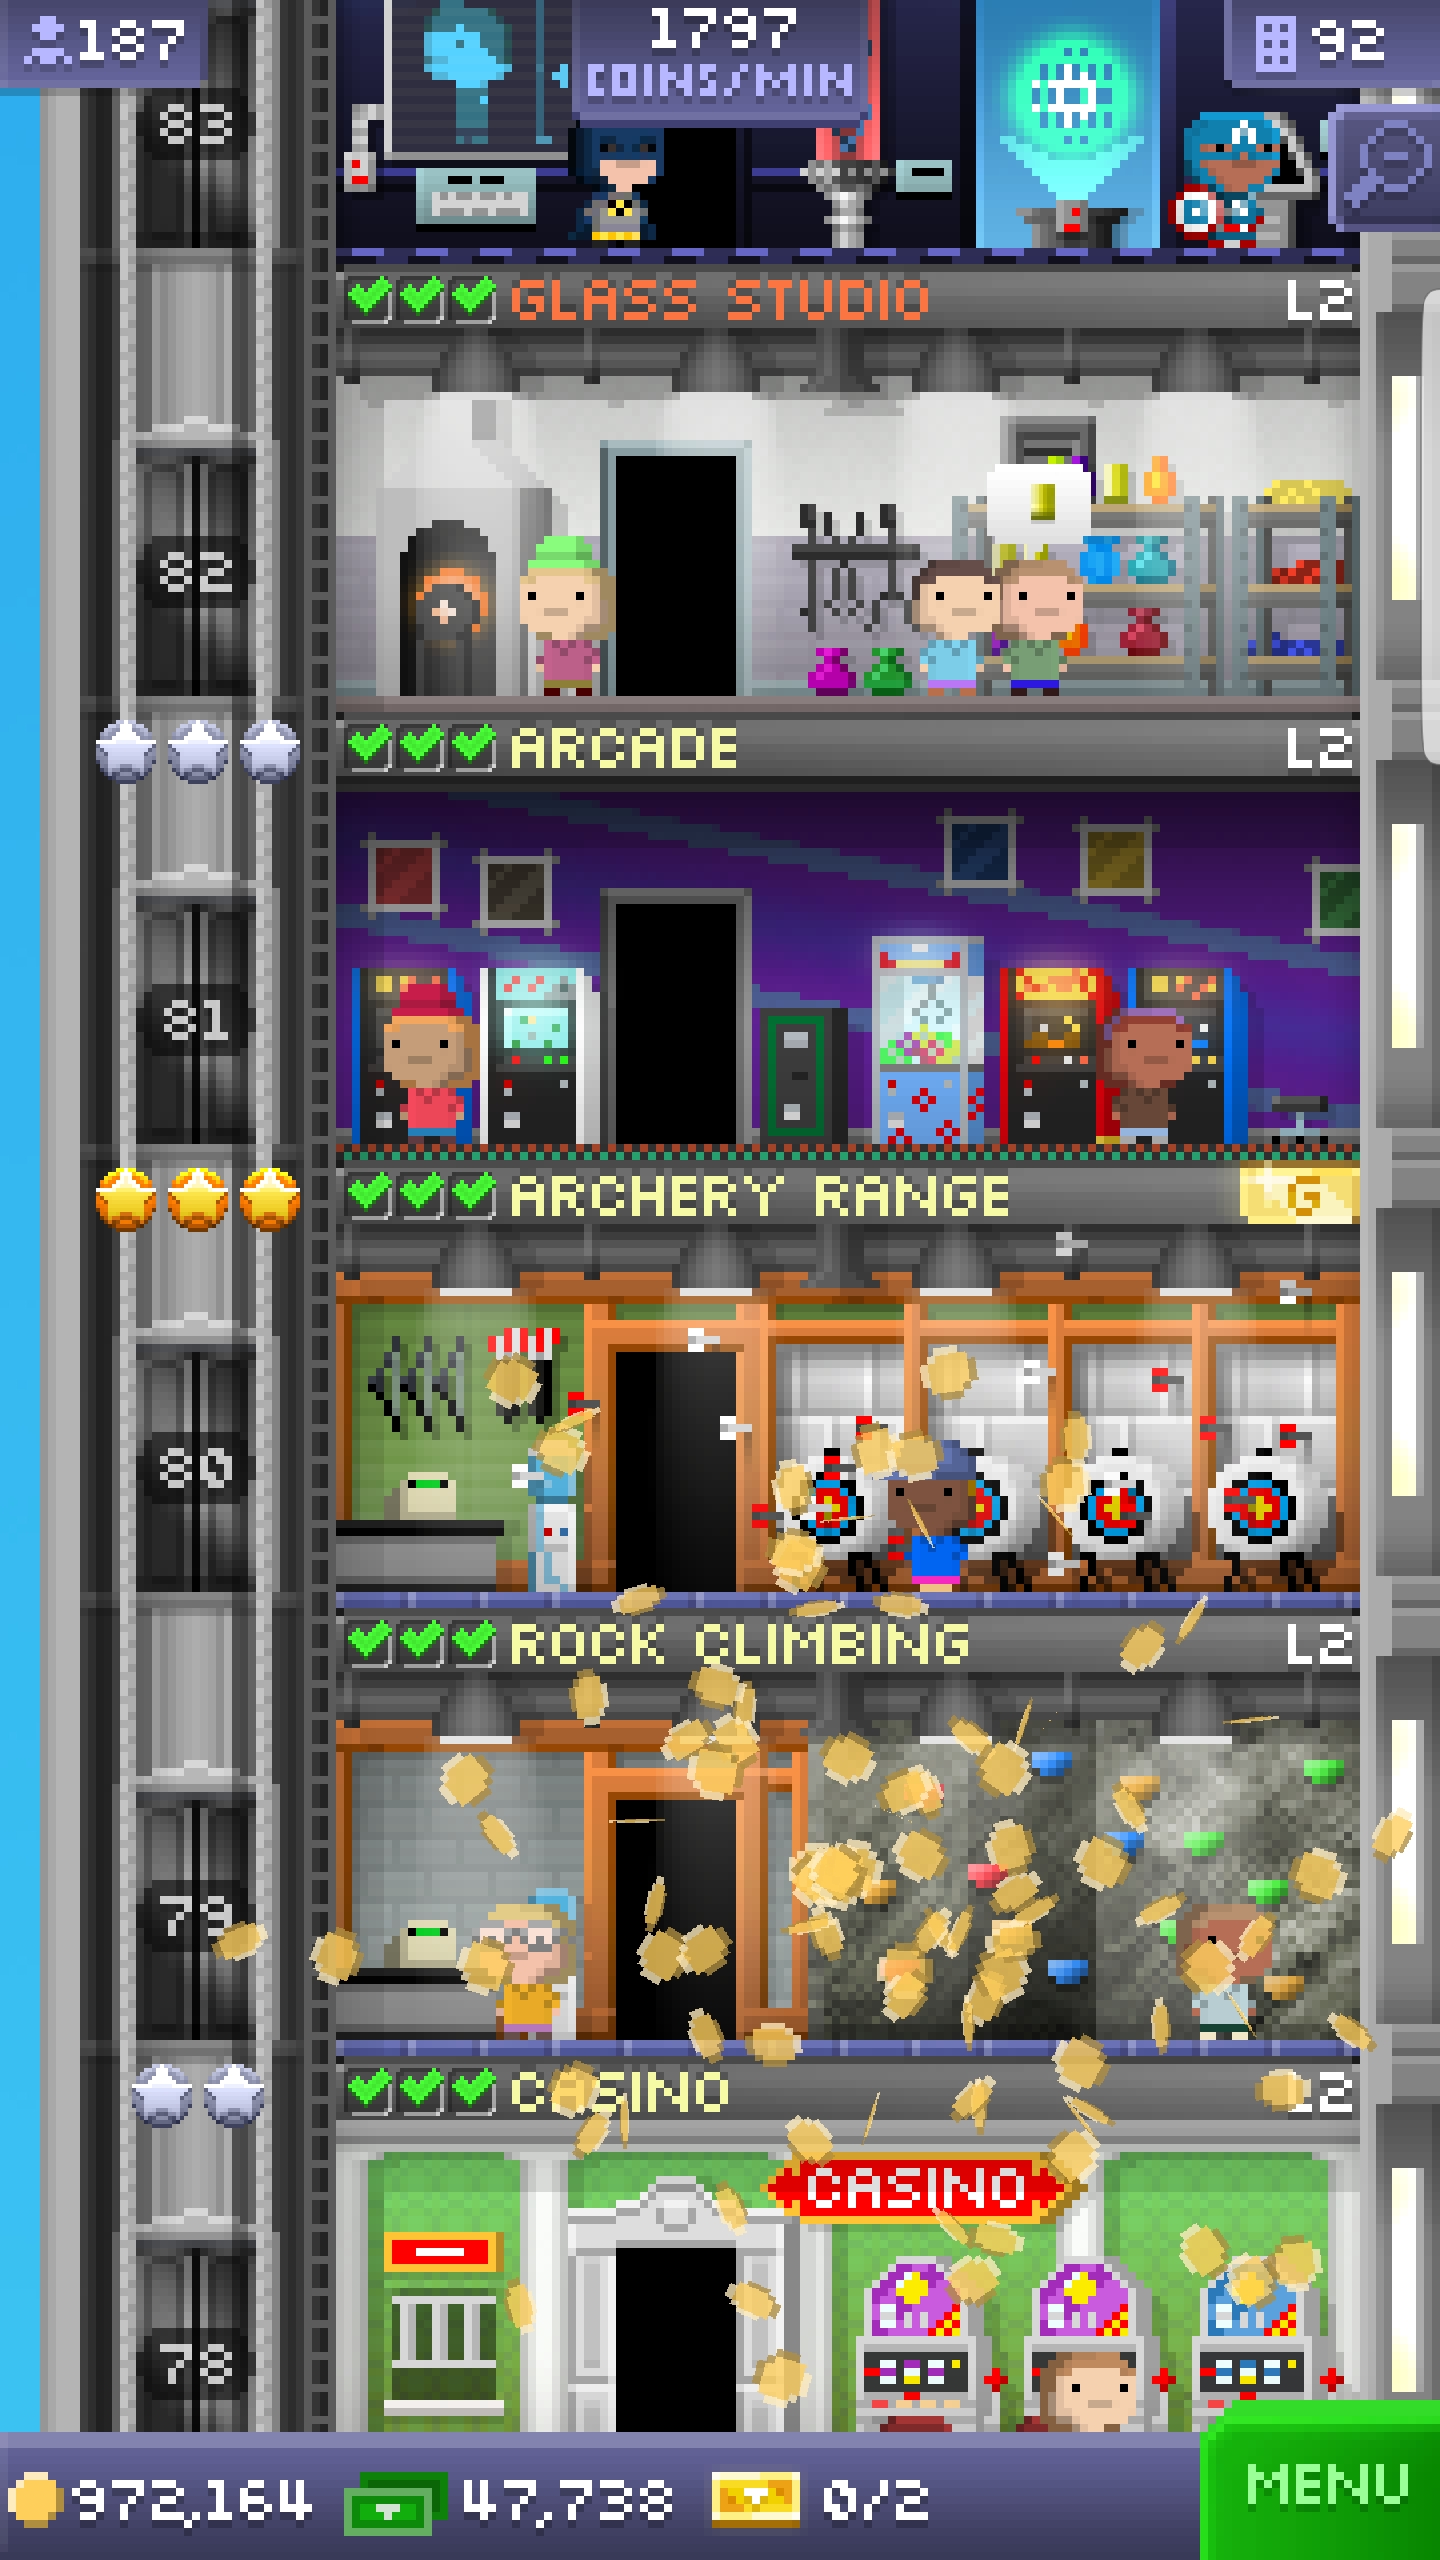 187
1797
COINS/MIN
92
83
GLASS STUDIO L2
82
ARCADE L2
81
ARCHERY RANGE G
80
ROCK CLIMBING L2
79
CASINO L2
CASINO
78
972,164 47,738 0/2 MENU